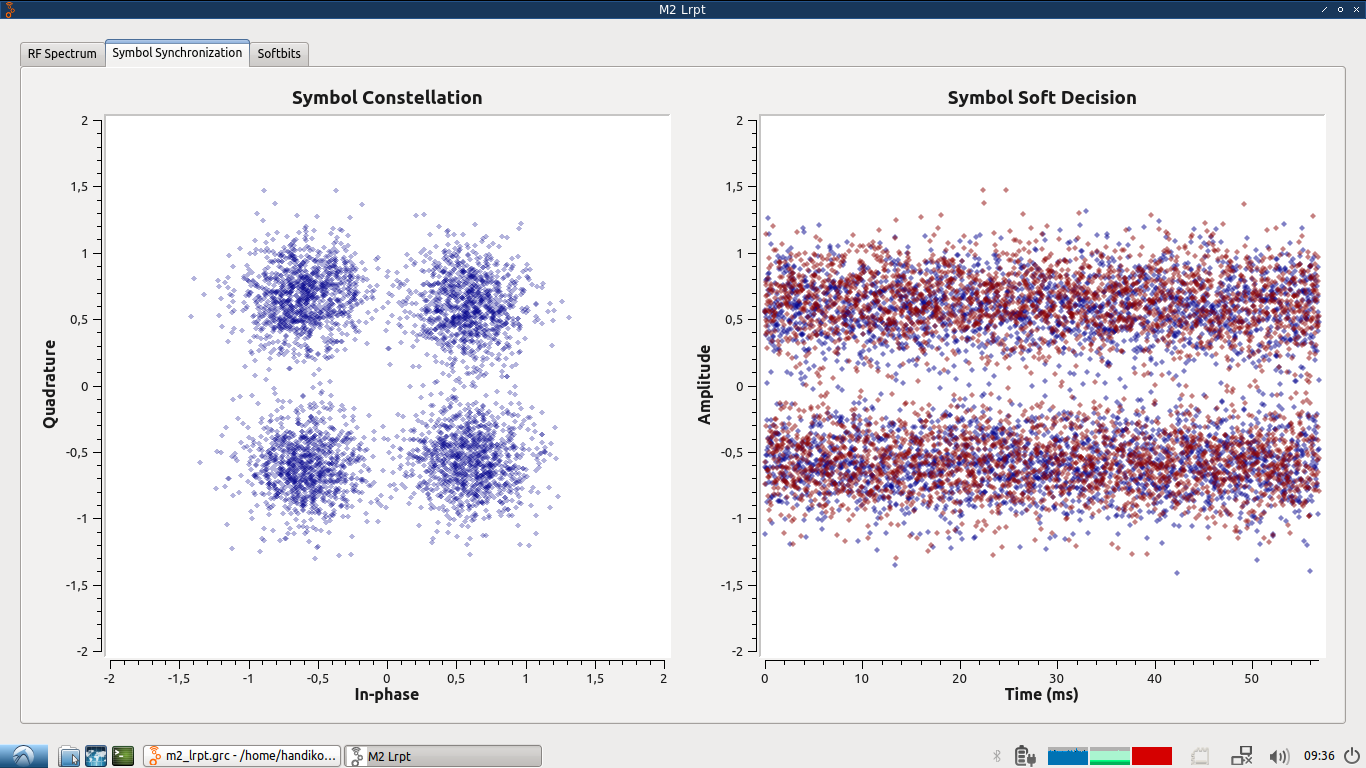 M2 Lrpt
RF Spectrum Symbol Synchronization Softbits
Symbol Constellation
2
1,5
1
0,5
0
-0,5
-1
-1,5
-2
Quadrature
-2 -1,5 -1 -0,5 0 0,5 1 1,5 2
In-phase
Symbol Soft Decision
2
1,5
1
0,5
0
-0,5
-1
-1,5
-2
Amplitude
0 10 20 30 40 50
Time (ms)
m2_lrpt.grc - /home/handiko... M2 Lrpt 09:36